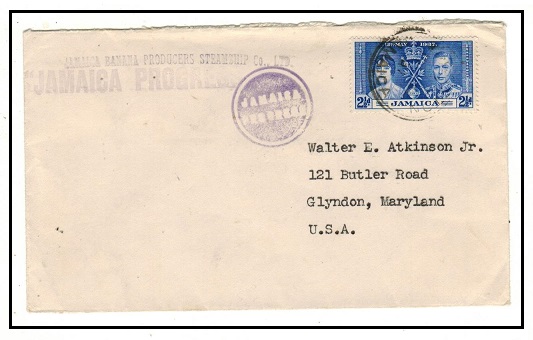 JAMAICA BANANA PRODUCERS STEAMSHIP Co., LTD.
"JAMAICA PROGRESS
JAMAICA
12TH MAY 1937.
2½d JAMAICA 2½d
Walter E. Atkinson Jr.
121 Butler Road
Glyndon, Maryland
U.S.A.